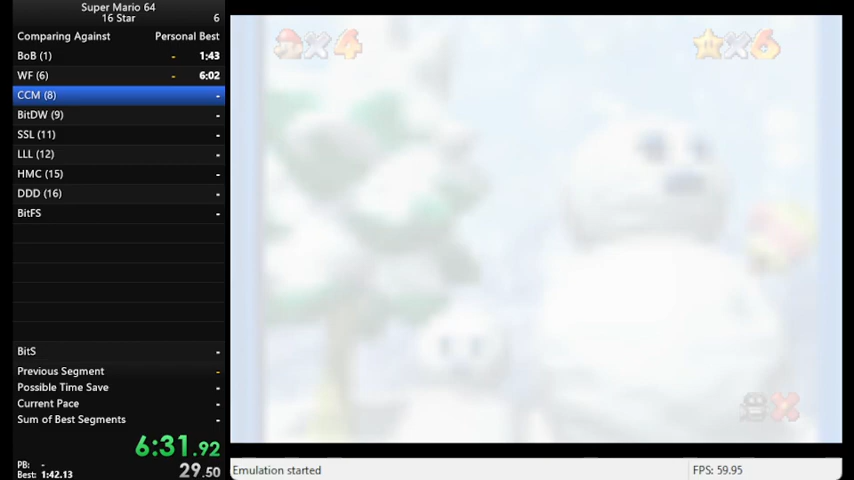 Super Mario 64
16 Star 6
Comparing Against Personal Best
BoB (1) - 1:43
WF (6) - 6:02
CCM (8) -
BitDW (9) -
SSL (11) -
LLL (12) -
HMC (15) -
DDD (16) -
BitFS -
BitS -
Previous Segment -
Possible Time Save -
Current Pace -
Sum of Best Segments -
6:31.92
PB: -
Best: 1:42.13 29.50
×4 ×6
Emulation started FPS: 59.95